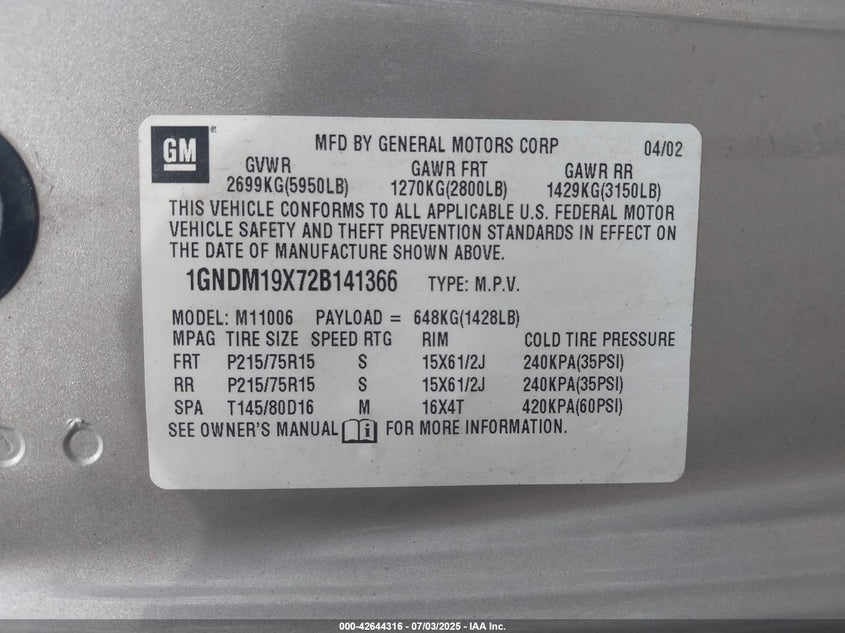 GM
MFD BY GENERAL MOTORS CORP 04/02
GVWR GAWR FRT GAWR RR
2699KG(5950LB) 1270KG(2800LB) 1429KG(3150LB)
THIS VEHICLE CONFORMS TO ALL APPLICABLE U.S. FEDERAL MOTOR
VEHICLE SAFETY AND THEFT PREVENTION STANDARDS IN EFFECT ON
THE DATE OF MANUFACTURE SHOWN ABOVE.
1GNDM19X72B141366 TYPE: M.P.V.
MODEL: M11006 PAYLOAD = 648KG(1428LB)
MPAG TIRE SIZE SPEED RTG RIM COLD TIRE PRESSURE
FRT P215/75R15 S 15X61/2J 240KPA(35PSI)
RR P215/75R15 S 15X61/2J 240KPA(35PSI)
SPA T145/80D16 M 16X4T 420KPA(60PSI)
SEE OWNER'S MANUAL i FOR MORE INFORMATION.
000-42644316 - 07/03/2025 - IAA Inc.